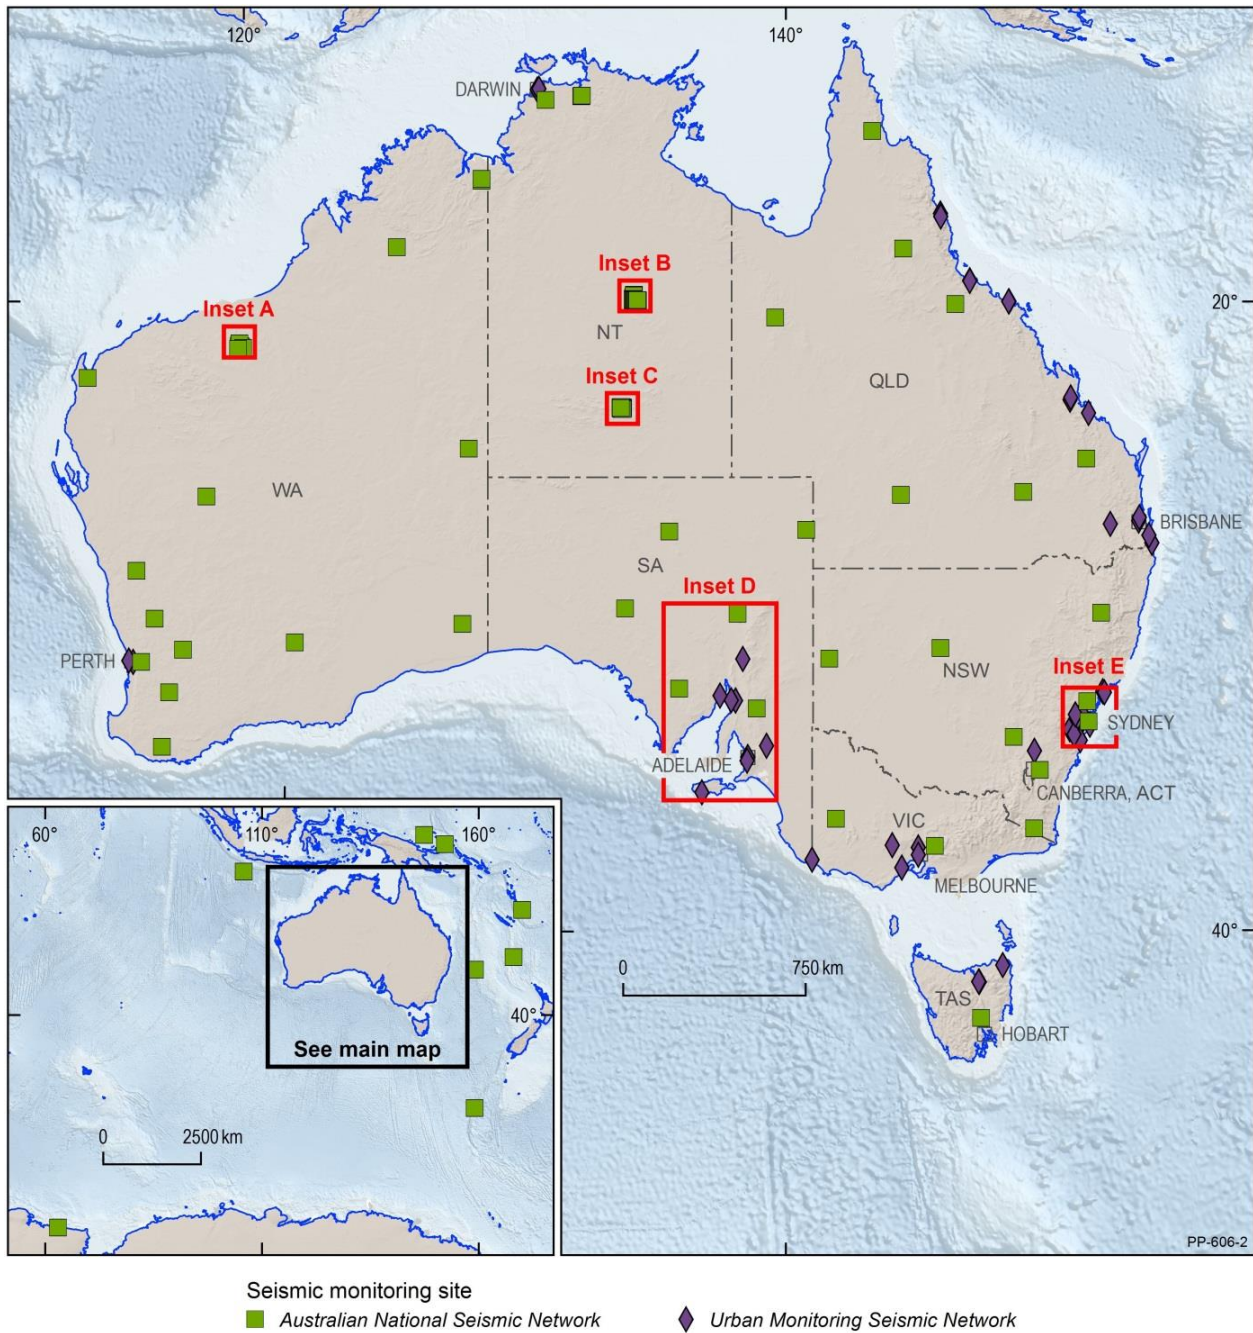 120°
140°
DARWIN
Inset B
20°
Inset A
NT
Inset C
QLD
WA
BRISBANE
SA
Inset D
PERTH
NSW
Inset E
SYDNEY
ADELAIDE
CANBERRA, ACT
VIC
60°
110°
160°
MELBOURNE
40°
0
750 km
TAS
40°
HOBART
See main map
0
2500 km
PP-606-2
Seismic monitoring site
Australian National Seismic Network
Urban Monitoring Seismic Network